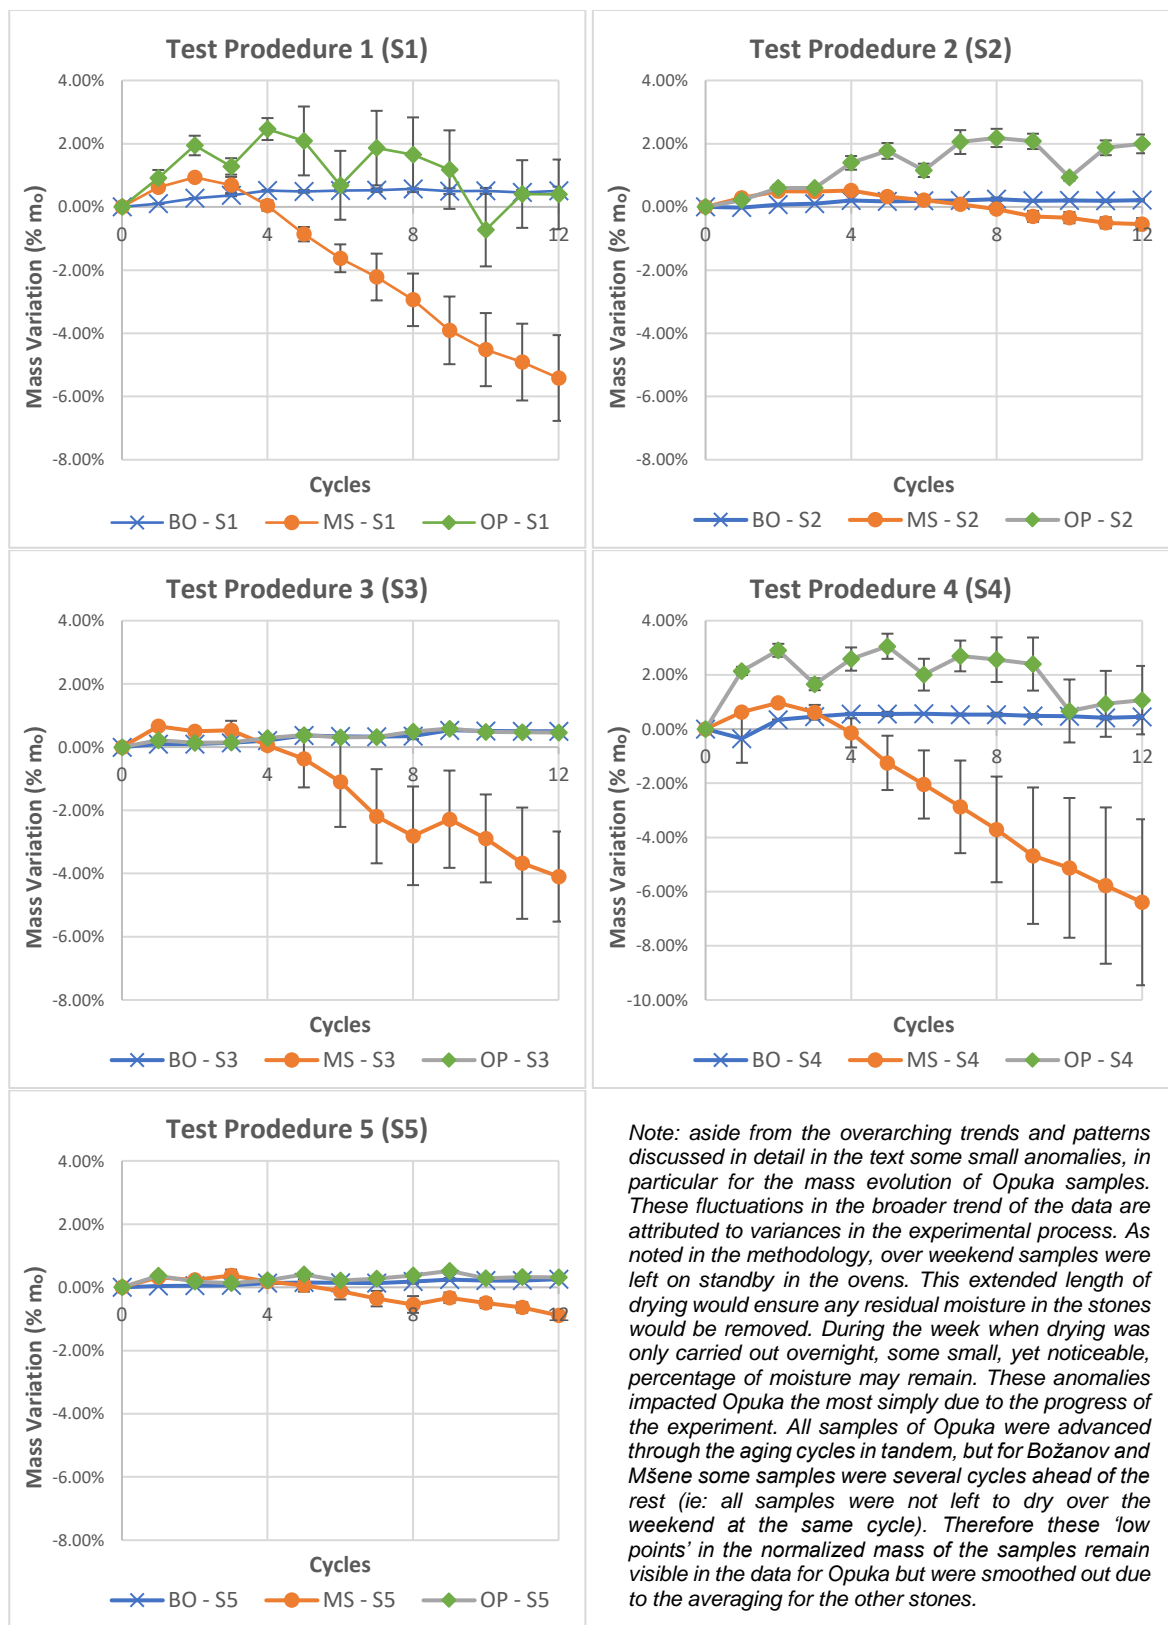 Test Prodedure 1 (S1)
4.00%
2.00%
0.00%
-2.00%
-4.00%
-6.00%
-8.00%
0 4 8 12
Mass Variation (% mₒ)
Cycles
BO - S1 MS - S1 OP - S1
Test Prodedure 2 (S2)
4.00%
2.00%
0.00%
-2.00%
-4.00%
-6.00%
-8.00%
0 4 8 12
Mass Variation (% mₒ)
Cycles
BO - S2 MS - S2 OP - S2
Test Prodedure 3 (S3)
4.00%
2.00%
0.00%
-2.00%
-4.00%
-6.00%
-8.00%
0 4 8 12
Mass Variation (% mₒ)
Cycles
BO - S3 MS - S3 OP - S3
Test Prodedure 4 (S4)
4.00%
2.00%
0.00%
-2.00%
-4.00%
-6.00%
-8.00%
-10.00%
0 4 8 12
Mass Variation (% mₒ)
Cycles
BO - S4 MS - S4 OP - S4
Test Prodedure 5 (S5)
4.00%
2.00%
0.00%
-2.00%
-4.00%
-6.00%
-8.00%
0 4 8 12
Mass Variation (% mₒ)
Cycles
BO - S5 MS - S5 OP - S5
Note: aside from the overarching trends and patterns
discussed in detail in the text some small anomalies, in
particular for the mass evolution of Opuka samples.
These fluctuations in the broader trend of the data are
attributed to variances in the experimental process. As
noted in the methodology, over weekend samples were
left on standby in the ovens. This extended length of
drying would ensure any residual moisture in the stones
would be removed. During the week when drying was
only carried out overnight, some small, yet noticeable,
percentage of moisture may remain. These anomalies
impacted Opuka the most simply due to the progress of
the experiment. All samples of Opuka were advanced
through the aging cycles in tandem, but for Božanov and
Mšene some samples were several cycles ahead of the
rest (ie: all samples were not left to dry over the
weekend at the same cycle). Therefore these ‘low
points’ in the normalized mass of the samples remain
visible in the data for Opuka but were smoothed out due
to the averaging for the other stones.